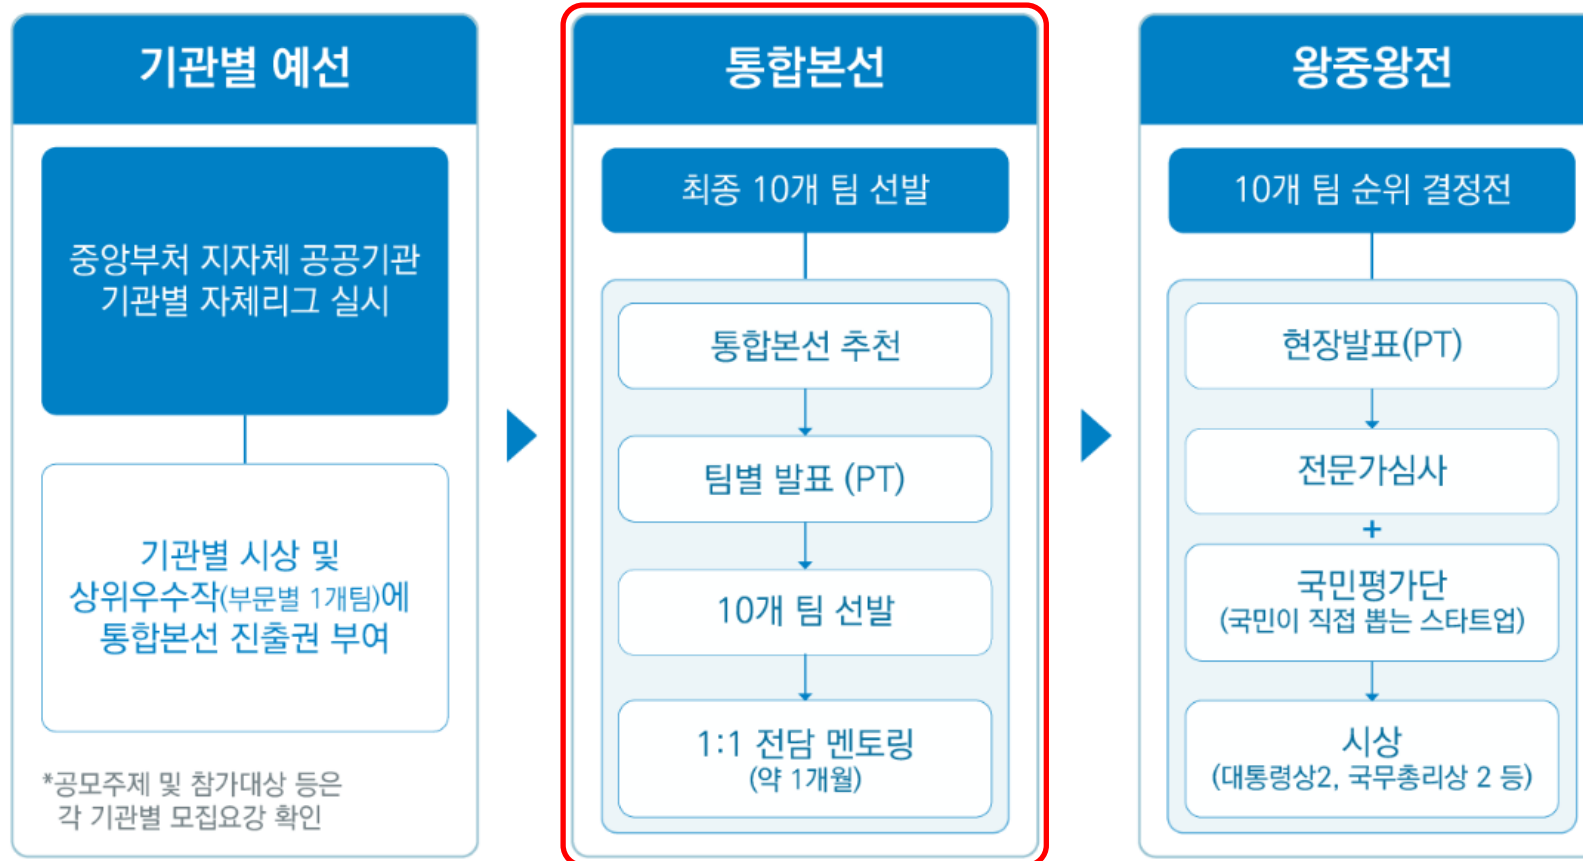 기관별 예선
중앙부처 지자체 공공기관
기관별 자체리그 실시
기관별 시상 및
상위우수작(부문별 1개팀)에
통합본선 진출권 부여
*공모주제 및 참가대상 등은
각 기관별 모집요강 확인
통합본선
최종 10개 팀 선발
통합본선 추천
팀별 발표 (PT)
10개 팀 선발
1:1 전담 멘토링
(약 1개월)
왕중왕전
10개 팀 순위 결정전
현장발표(PT)
전문가심사
+
국민평가단
(국민이 직접 뽑는 스타트업)
시상
(대통령상2, 국무총리상 2 등)